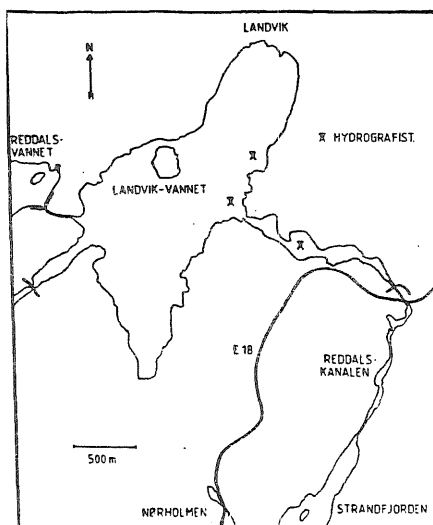 LANDVIK
N
REDDALS-
VANNET
HYDROGRAFIST.
LANDVIK-VANNET
E 18
REDDALS-
KANALEN
500 m
NØRHOLMEN
STRANDFJORDEN